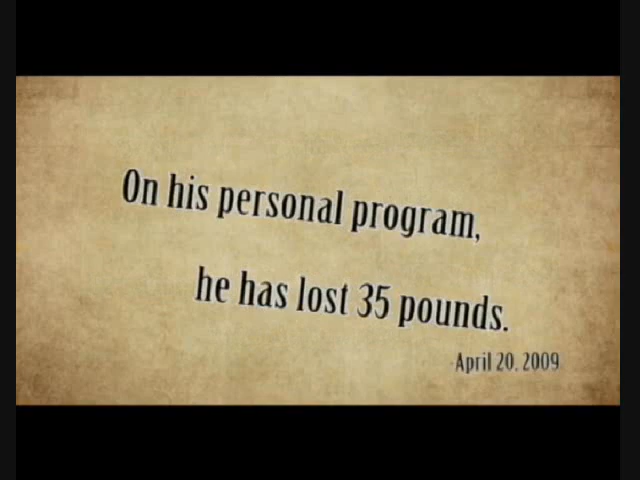 On his personal program,
he has lost 35 pounds.
April 20, 2009